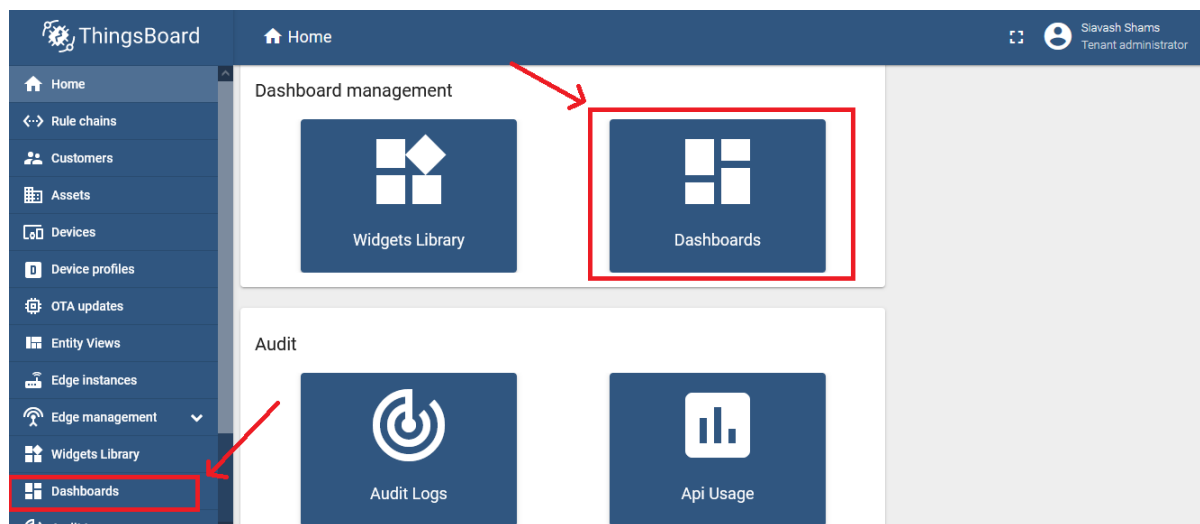 ThingsBoard
Home
Siavash Shams
Tenant administrator
Home
Rule chains
Customers
Assets
Devices
Device profiles
OTA updates
Entity Views
Edge instances
Edge management
Widgets Library
Dashboards
Dashboard management
Widgets Library
Dashboards
Audit
Audit Logs
Api Usage